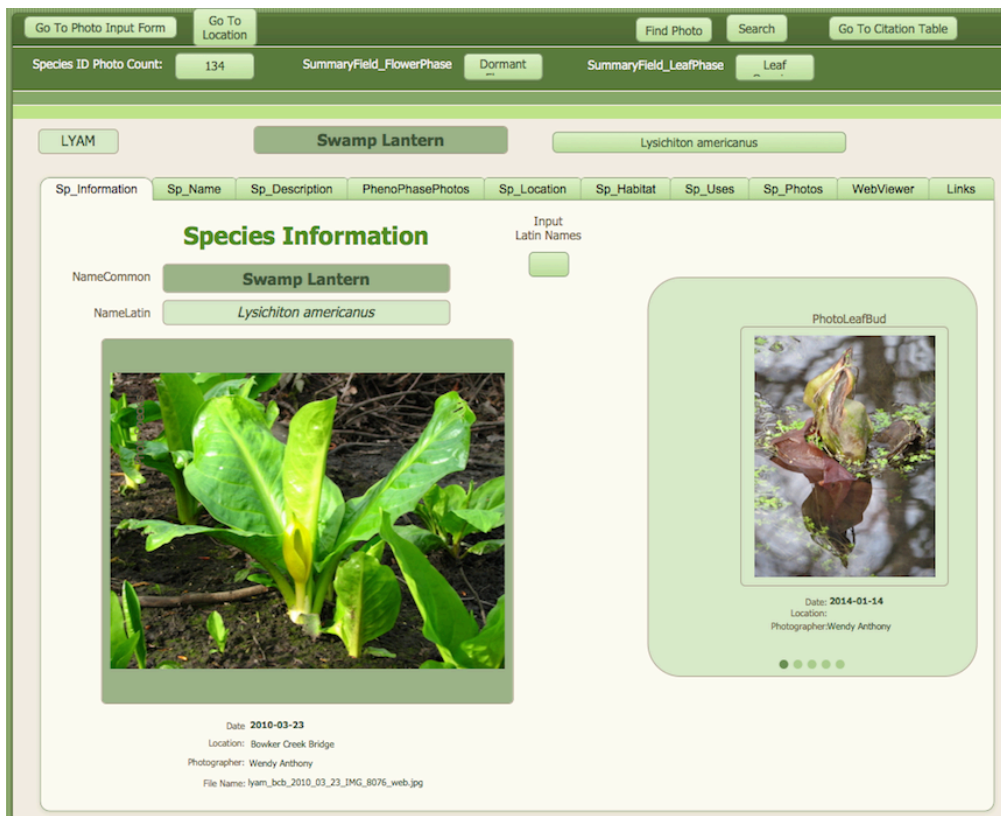 Go To Photo Input Form
Go To
Location
Find Photo
Search
Go To Citation Table
Species ID Photo Count:
134
SummaryField_FlowerPhase
Dormant
SummaryField_LeafPhase
Leaf
LYAM
Swamp Lantern
Lysichiton americanus
Sp_Information
Sp_Name
Sp_Description
PhenoPhasePhotos
Sp_Location
Sp_Habitat
Sp_Uses
Sp_Photos
WebViewer
Links
Species Information
Input
Latin Names
NameCommon
Swamp Lantern
NameLatin
Lysichiton americanus
PhotoLeafBud
Date: 2014-01-14
Location:
Photographer:Wendy Anthony
Date 2010-03-23
Location: Bowker Creek Bridge
Photographer: Wendy Anthony
File Name: lyam_bcb_2010_03_23_IMG_8076_web.jpg